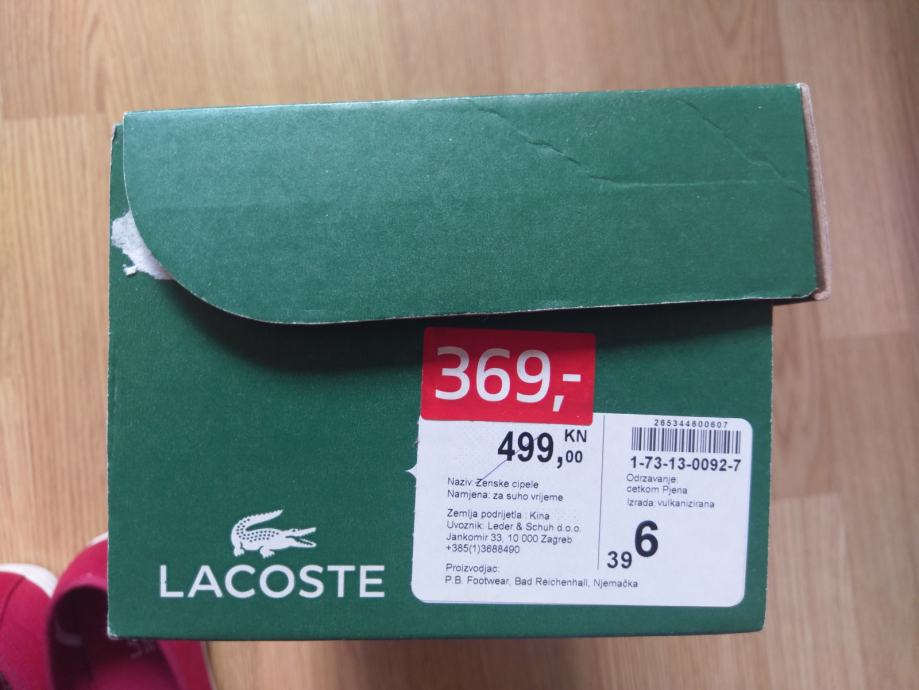 369,-
499,00 KN
Naziv: Zenske cipele
Namjena: za suho vrijeme
Zemlja podrijetla.: Kina
Uvoznik: Leder & Schuh d.o.o.
Jankomir 33, 10 000 Zagreb
+385(1)3688490
Proizvodjac:
P.B. Footwear, Bad Reichenhall, Njemačka
265344600607
1-73-13-0092-7
Odrzavanje:
cetkom Pjena
Izrada: vulkanizirana
39 6
LACOSTE